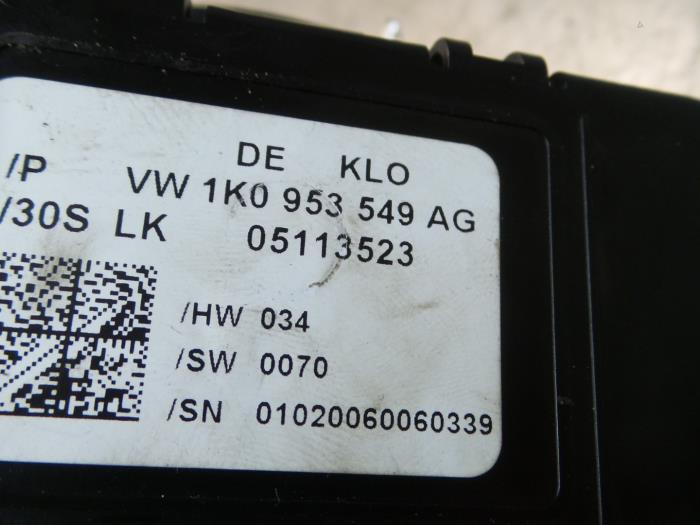 DE KLO
/P VW 1K0 953 549 AG
/30S LK 05113523
/HW 034
/SW 0070
/SN 01020060060339